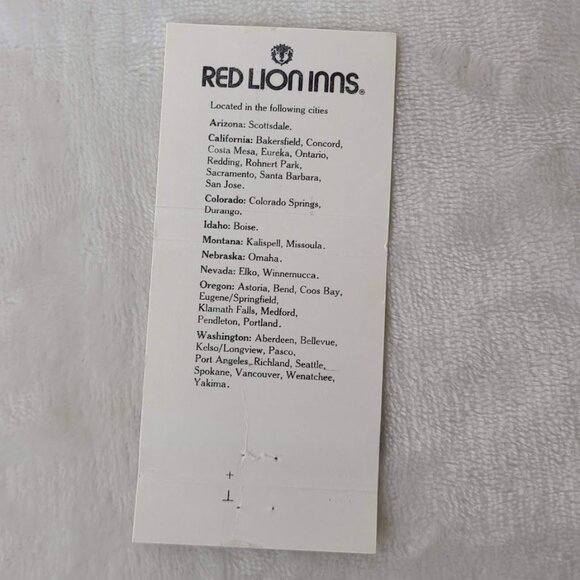 RED LION INNS®
Located in the following cities
Arizona: Scottsdale.
California: Bakersfield, Concord,
Costa Mesa, Eureka, Ontario,
Redding, Rohnert Park,
Sacramento, Santa Barbara,
San Jose.
Colorado: Colorado Springs,
Durango.
Idaho: Boise.
Montana: Kalispell, Missoula.
Nebraska: Omaha.
Nevada: Elko, Winnemucca.
Oregon: Astoria, Bend, Coos Bay,
Eugene/Springfield,
Klamath Falls, Medford,
Pendleton, Portland.
Washington: Aberdeen, Bellevue,
Kelso/Longview, Pasco,
Port Angeles, Richland, Seattle,
Spokane, Vancouver, Wenatchee,
Yakima.